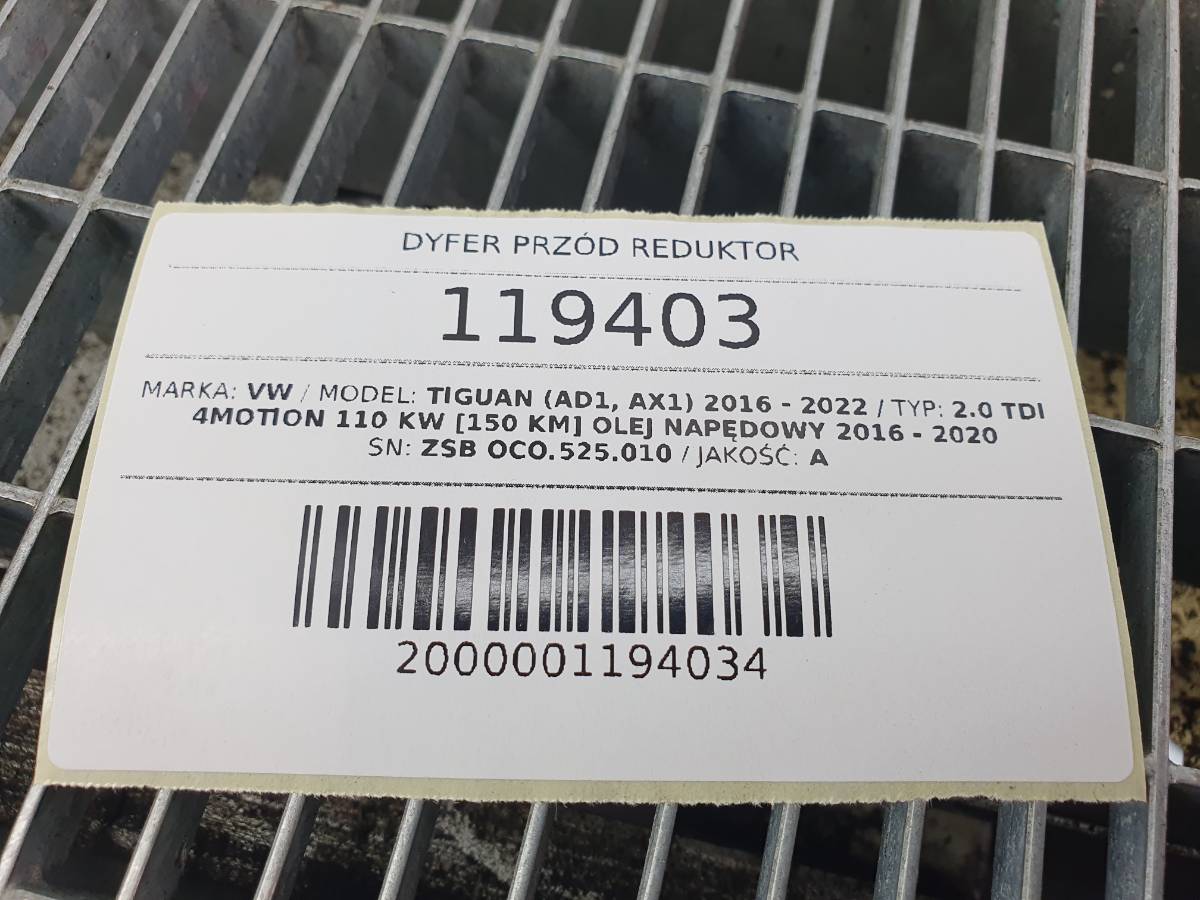 DYFER PRZÓD REDUKTOR
119403
MARKA: VW / MODEL: TIGUAN (AD1, AX1) 2016 - 2022 / TYP: 2.0 TDI
4MOTION 110 KW [150 KM] OLEJ NAPĘDOWY 2016 - 2020
SN: ZSB OCO.525.010 / JAKOŚĆ: A
2000001194034